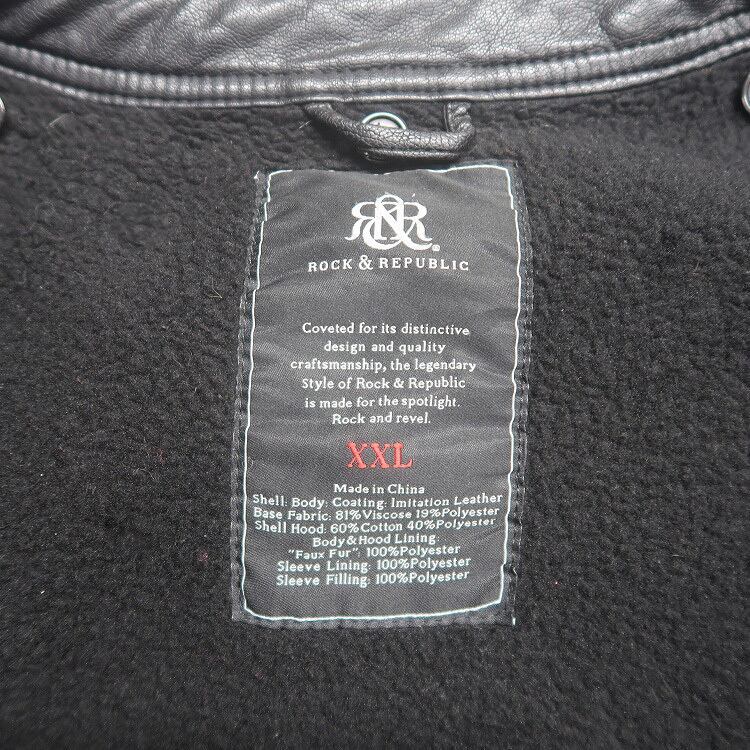 R&R
ROCK & REPUBLIC
Coveted for its distinctive
design and quality
craftsmanship, the legendary
Style of Rock & Republic
is made for the spotlight.
Rock and revel.
XXL
Made in China
Shell: Body: Coating: Imitation Leather
Base Fabric: 81%Viscose 19%Polyester
Shell Hood: 60%Cotton 40%Polyester
Body & Hood Lining:
"Faux Fur": 100%Polyester
Sleeve Lining: 100%Polyester
Sleeve Filling: 100%Polyester